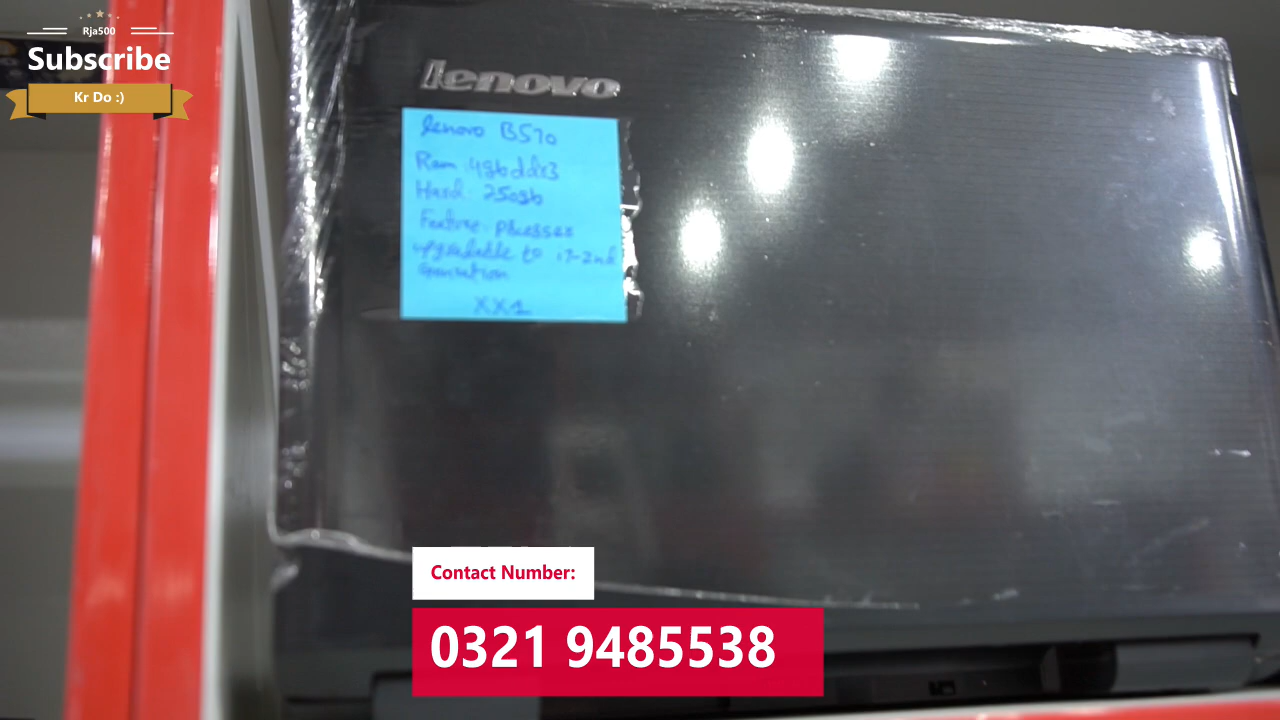 Rja500
Subscribe
Kr Do :)
lenovo
lenovo B570
Ram 4gb ddr3
Hard: 250gb
Feature: Processor
upgradable to i7-2nd
Generation
XX1
Contact Number:
0321 9485538